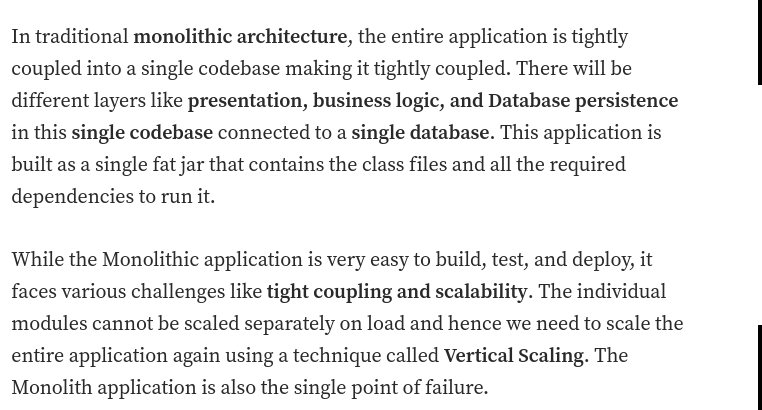 In traditional monolithic architecture, the entire application is tightly
coupled into a single codebase making it tightly coupled. There will be
different layers like presentation, business logic, and Database persistence
in this single codebase connected to a single database. This application is
built as a single fat jar that contains the class files and all the required
dependencies to run it.
While the Monolithic application is very easy to build, test, and deploy, it
faces various challenges like tight coupling and scalability. The individual
modules cannot be scaled separately on load and hence we need to scale the
entire application again using a technique called Vertical Scaling. The
Monolith application is also the single point of failure.